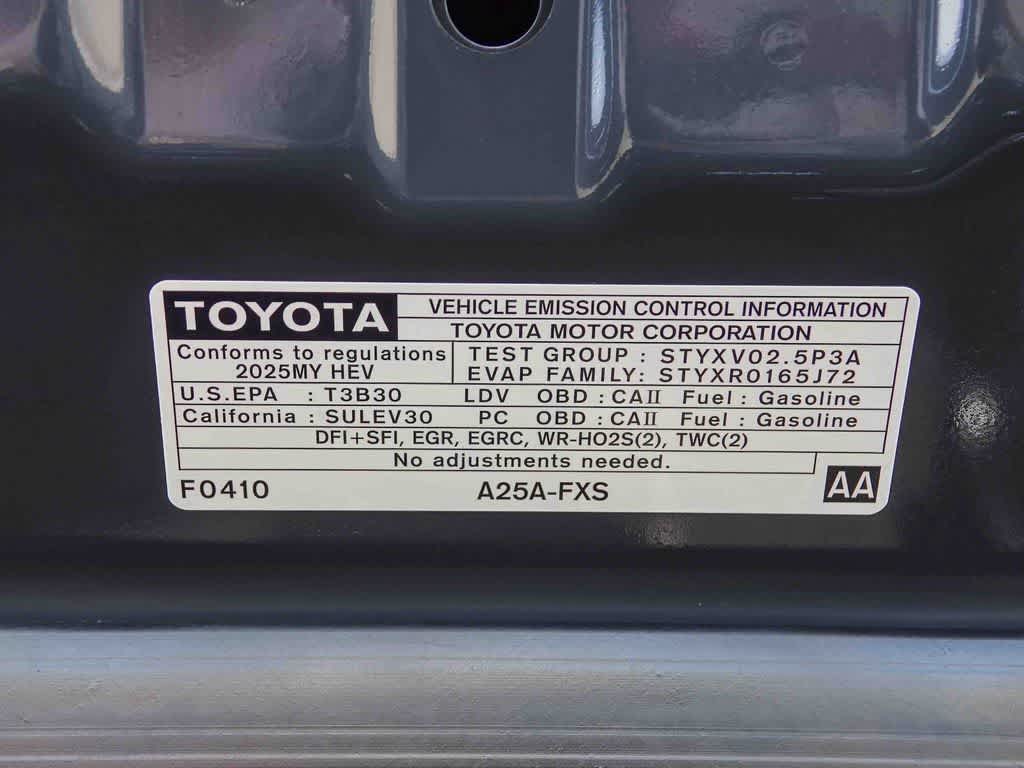 TOYOTA VEHICLE EMISSION CONTROL INFORMATION
TOYOTA MOTOR CORPORATION
Conforms to regulations
2025MY HEV
TEST GROUP : STYXV02.5P3A
EVAP FAMILY: STYXR0165J72
U.S.EPA : T3B30 LDV OBD : CAII Fuel : Gasoline
California : SULEV30 PC OBD : CAII Fuel : Gasoline
DFI+SFI, EGR, EGRC, WR-HO2S(2), TWC(2)
No adjustments needed.
F0410 A25A-FXS AA